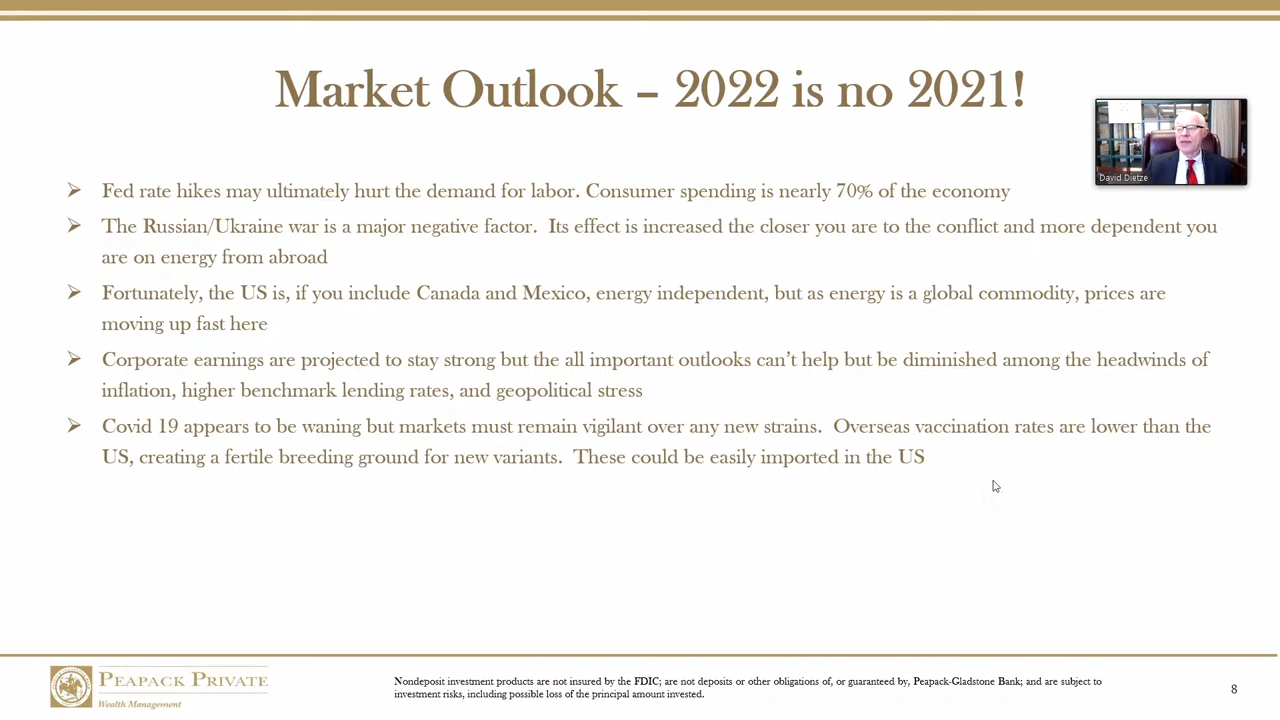 Market Outlook – 2022 is no 2021!
David Dietze
➢ Fed rate hikes may ultimately hurt the demand for labor. Consumer spending is nearly 70% of the economy
➢ The Russian/Ukraine war is a major negative factor.  Its effect is increased the closer you are to the conflict and more dependent you
are on energy from abroad
➢ Fortunately, the US is, if you include Canada and Mexico, energy independent, but as energy is a global commodity, prices are
moving up fast here
➢ Corporate earnings are projected to stay strong but the all important outlooks can’t help but be diminished among the headwinds of
inflation, higher benchmark lending rates, and geopolitical stress
➢ Covid 19 appears to be waning but markets must remain vigilant over any new strains.  Overseas vaccination rates are lower than the
US, creating a fertile breeding ground for new variants.  These could be easily imported in the US
PEAPACK PRIVATE
Wealth Management
Nondeposit investment products are not insured by the FDIC; are not deposits or other obligations of, or guaranteed by, Peapack-Gladstone Bank; and are subject to
investment risks, including possible loss of the principal amount invested.
8